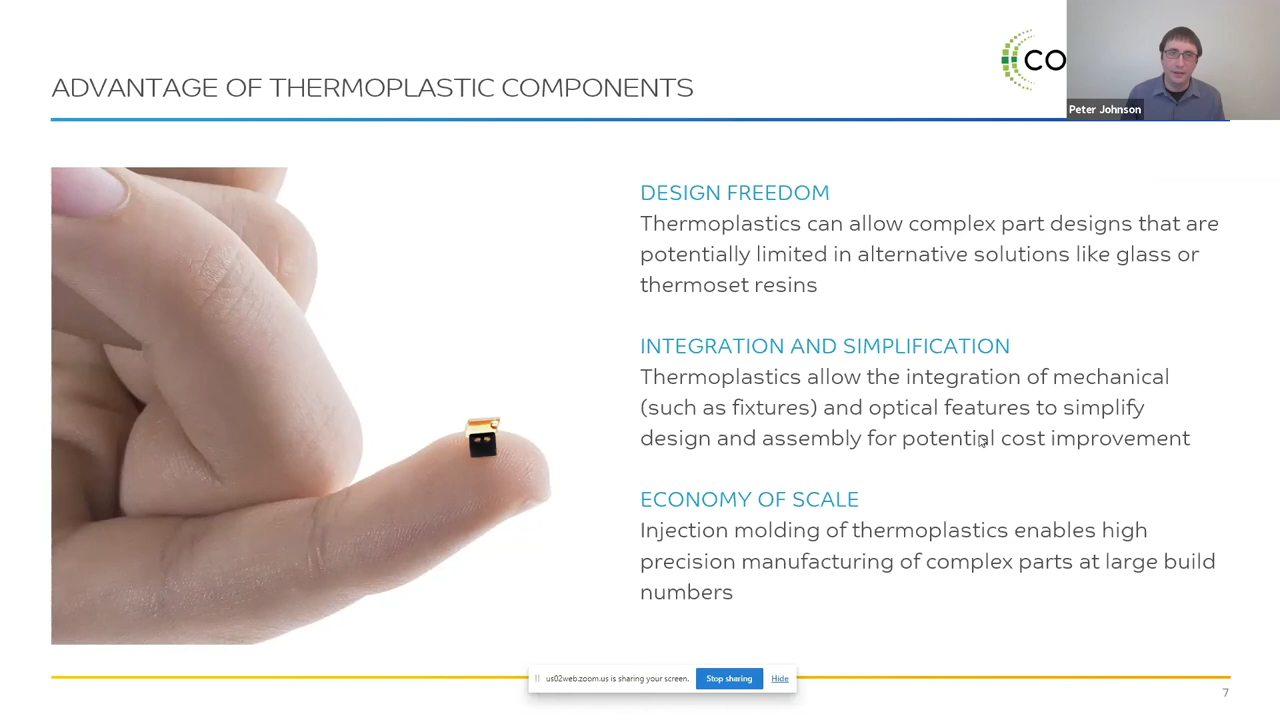 ADVANTAGE OF THERMOPLASTIC COMPONENTS
CO
Peter Johnson
DESIGN FREEDOM
Thermoplastics can allow complex part designs that are
potentially limited in alternative solutions like glass or
thermoset resins
INTEGRATION AND SIMPLIFICATION
Thermoplastics allow the integration of mechanical
(such as fixtures) and optical features to simplify
design and assembly for potential cost improvement
ECONOMY OF SCALE
Injection molding of thermoplastics enables high
precision manufacturing of complex parts at large build
numbers
us02web.zoom.us is sharing your screen.
Stop sharing
Hide
7